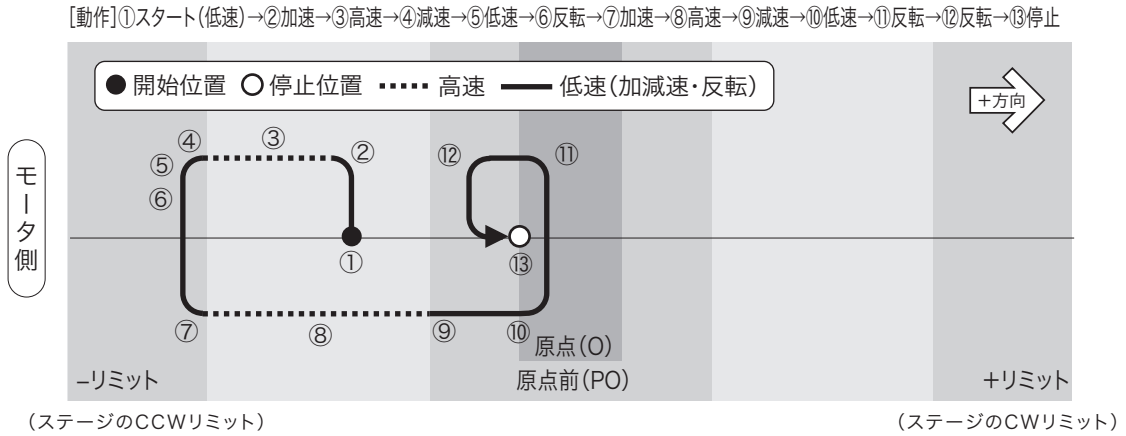 [動作]①スタート(低速)→②加速→③高速→④減速→⑤低速→⑥反転→⑦加速→⑧高速→⑨減速→⑩低速→⑪反転→⑫反転→⑬停止
開始位置 停止位置 高速 低速(加減速・反転)
+方向
④ ③ ② ⑫ ⑪
⑤
⑥
モータ側
① ⑬
⑦ ⑧ ⑨ ⑩
原点(O)
–リミット 原点前(PO) +リミット
(ステージのCCWリミット) (ステージのCWリミット)